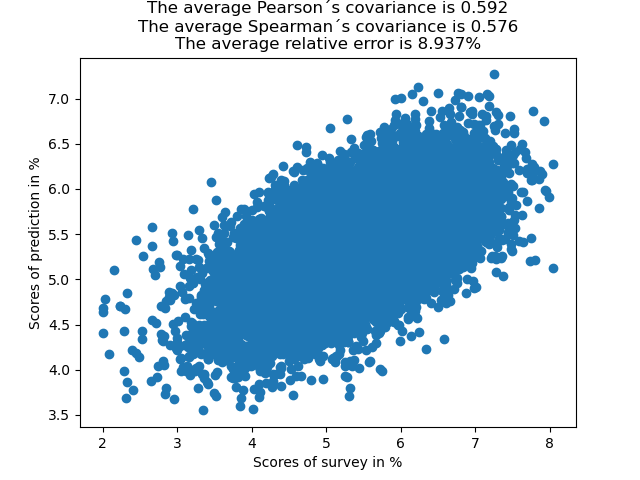 The average Pearson´s covariance is 0.592
The average Spearman´s covariance is 0.576
The average relative error is 8.937%
7.0
6.5
6.0
5.5
5.0
4.5
4.0
3.5
Scores of prediction in %
2 3 4 5 6 7 8
Scores of survey in %